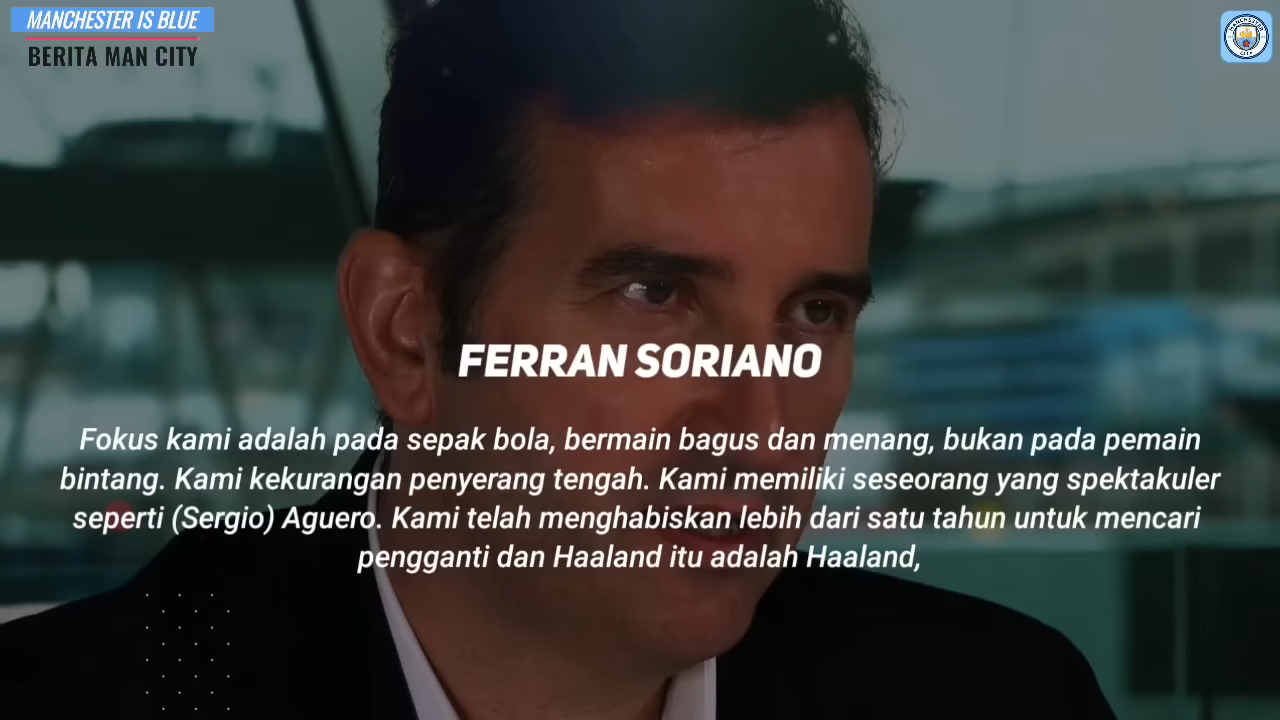 MANCHESTER IS BLUE
BERITA MAN CITY
MANCHESTER
CITY
FERRAN SORIANO
Fokus kami adalah pada sepak bola, bermain bagus dan menang, bukan pada pemain
bintang. Kami kekurangan penyerang tengah. Kami memiliki seseorang yang spektakuler
seperti (Sergio) Aguero. Kami telah menghabiskan lebih dari satu tahun untuk mencari
pengganti dan Haaland itu adalah Haaland,